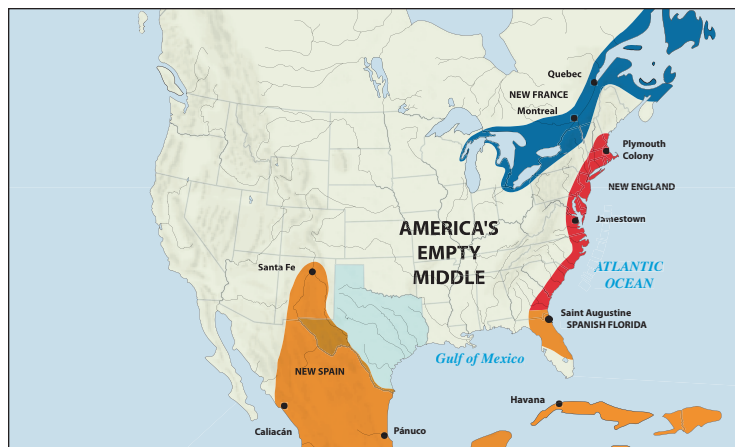 Quebec
NEW FRANCE
Montreal
Plymouth
Colony
NEW ENGLAND
AMERICA'S
EMPTY
MIDDLE
Jamestown
Santa Fe
ATLANTIC
OCEAN
Saint Augustine
SPANISH FLORIDA
Gulf of Mexico
NEW SPAIN
Havana
Caliacán
Pánuco